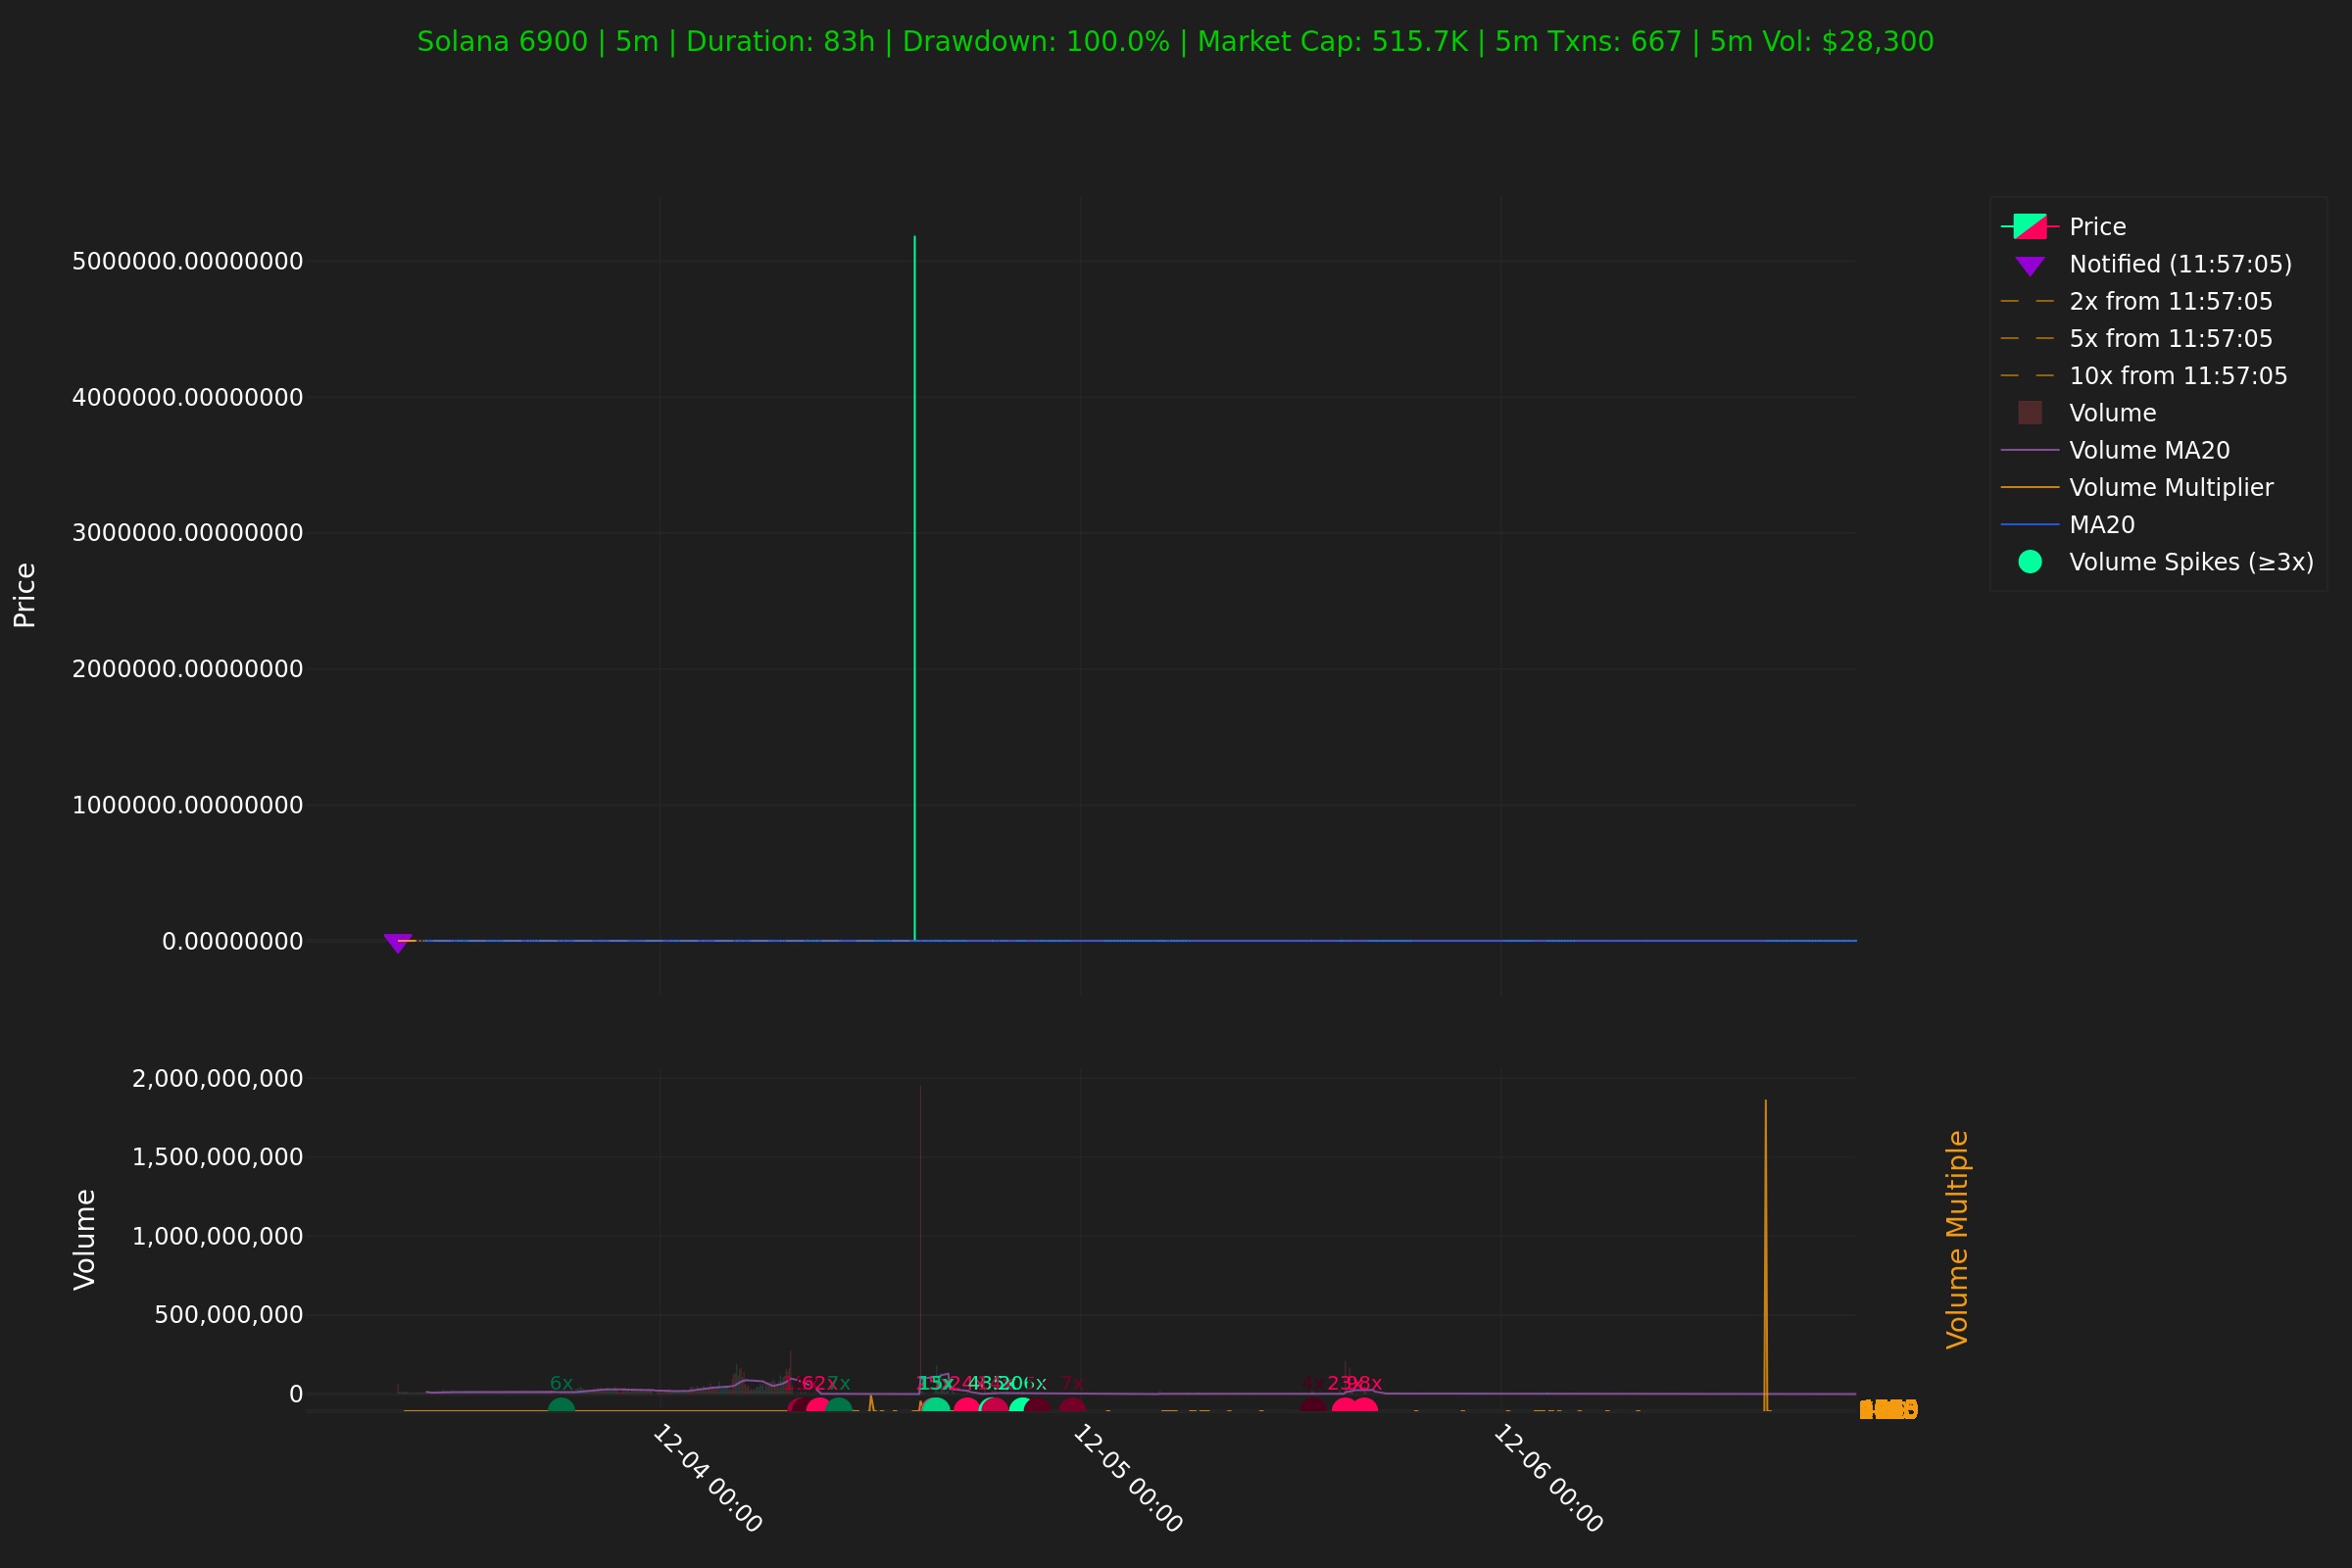 Solana 6900 | 5m | Duration: 83h | Drawdown: 100.0% | Market Cap: 515.7K | 5m Txns: 667 | 5m Vol: $28,300
Price
5000000.00000000
4000000.00000000
3000000.00000000
2000000.00000000
1000000.00000000
0.00000000
Price
Notified (11:57:05)
2x from 11:57:05
5x from 11:57:05
10x from 11:57:05
Volume
Volume MA20
Volume Multiplier
MA20
Volume Spikes (≥3x)
Volume
2,000,000,000
1,500,000,000
1,000,000,000
500,000,000
0
Volume Multiple
6x
7x
15x
7x
4x
23x
98x
12-04 00:00
12-05 00:00
12-06 00:00